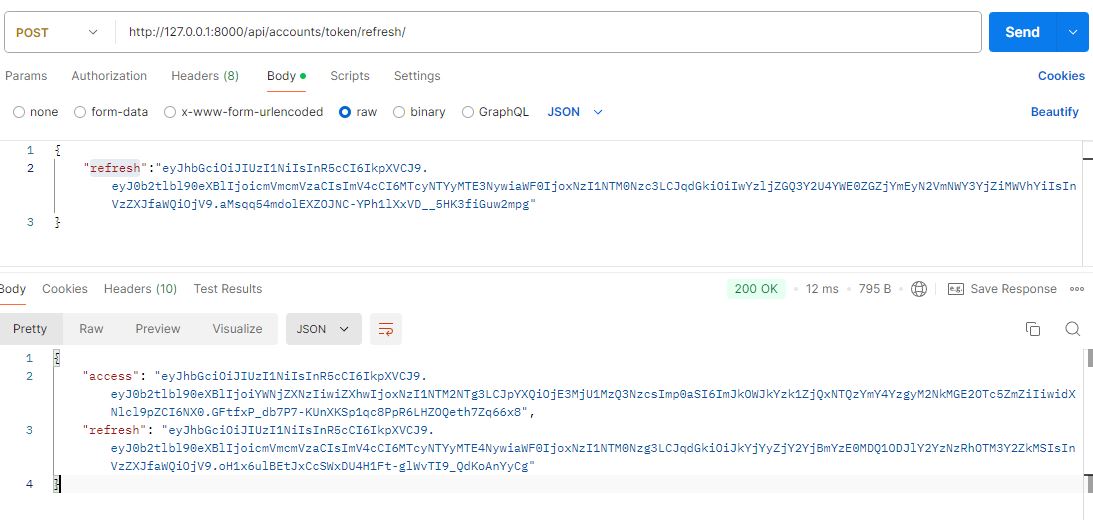 POST http://127.0.0.1:8000/api/accounts/token/refresh/ Send
Params Authorization Headers (8) Body Scripts Settings Cookies
none form-data x-www-form-urlencoded raw binary GraphQL JSON Beautify
1 {
2 "refresh":"eyJhbGciOiJIUzI1NiIsInR5cCI6IkpXVCJ9.
eyJ0b2tlbl90eXBlIjoicmVmcmVzaCIsImV4cCI6MTcyNTYyMTE3NywiaWF0IjoxNzI1NTM0Nzc3LCJqdGkiOiIwYzljZGQ3Y2U4YWE0ZGZjYmEyN2VmNWY3YjZiMWVhYiIsIn
VzZXJfaWQiOjV9.aMsqq54mdolEXZOJNC-YPh1lXxVD__5HK3fiGuw2mpg"
3 }
Body Cookies Headers (10) Test Results 200 OK 12 ms 795 B e.g. Save Response
Pretty Raw Preview Visualize JSON
1 {
2 "access": "eyJhbGciOiJIUzI1NiIsInR5cCI6IkpXVCJ9.
eyJ0b2tlbl90eXBlIjoiYWNjZXNzIiwiZXhwIjoxNzI1NTM2NTg3LCJpYXQiOjE3MjU1MzQ3NzcsImp0aSI6ImJkOWJkYzk1ZjQxNTQzYmY4YzgyM2NkMGE2OTc5ZmZiIiwidX
Nlcl9pZCI6NX0.GFtfxP_db7P7-KUnXKSp1qc8PpR6LHZOQeth7Zq66x8",
3 "refresh": "eyJhbGciOiJIUzI1NiIsInR5cCI6IkpXVCJ9.
eyJ0b2tlbl90eXBlIjoicmVmcmVzaCIsImV4cCI6MTcyNTYyMTE4NywiaWF0IjoxNzI1NTM0Nzg3LCJqdGkiOiJkYjYyZjY2YjBmYzE0MDQ1ODJlY2YzNzRhOTM3Y2ZkMSIsIn
VzZXJfaWQiOjV9.oH1x6ulBEtJxCcSWxDU4H1Ft-glWvTI9_QdKoAnYyCg"
4 }